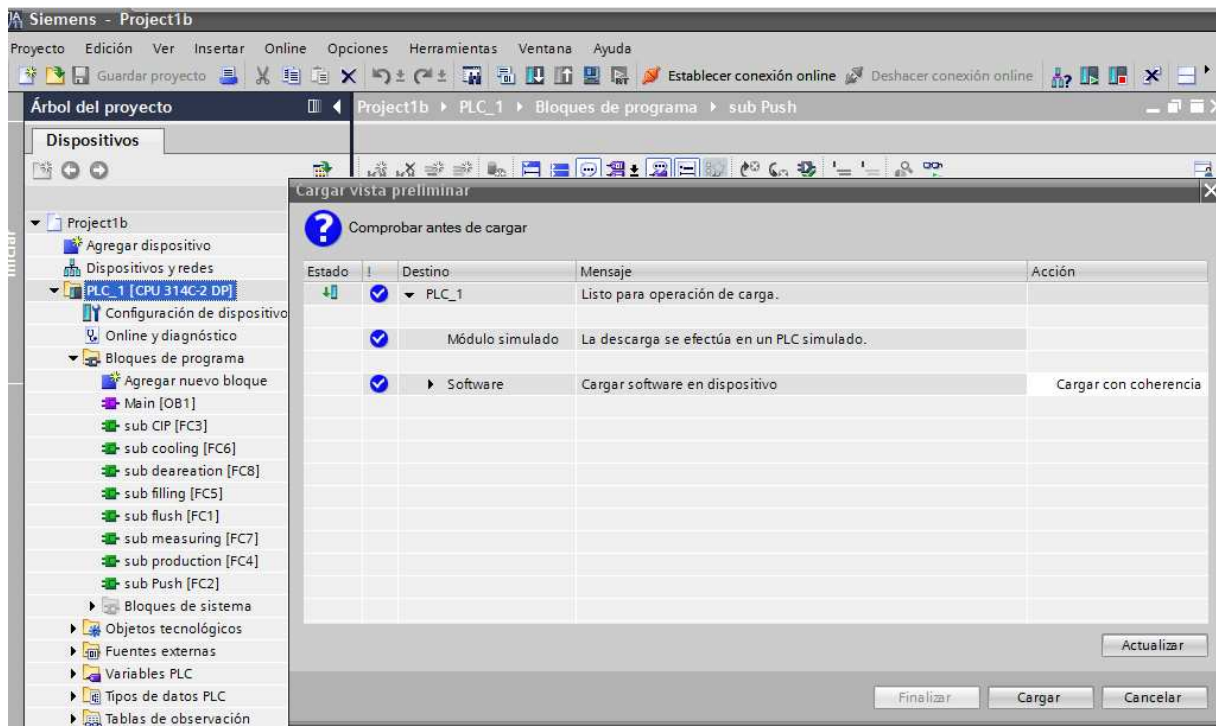 Siemens - Project1b
Proyecto Edición Ver Insertar Online Opciones Herramientas Ventana Ayuda
Guardar proyecto Establecer conexión online Deshacer conexión online
Árbol del proyecto
Project1b PLC_1 Bloques de programa sub Push
Dispositivos
Iniciar
Project1b
Agregar dispositivo
Dispositivos y redes
PLC_1 [CPU 314C-2 DP]
Configuración de dispositivo
Online y diagnóstico
Bloques de programa
Agregar nuevo bloque
Main [OB1]
sub CIP [FC3]
sub cooling [FC6]
sub deareation [FC8]
sub filling [FC5]
sub flush [FC1]
sub measuring [FC7]
sub production [FC4]
sub Push [FC2]
Bloques de sistema
Objetos tecnológicos
Fuentes externas
Variables PLC
Tipos de datos PLC
Tablas de observación
Cargar vista preliminar
Comprobar antes de cargar
Estado ! Destino Mensaje Acción
PLC_1 Listo para operación de carga.
Módulo simulado La descarga se efectúa en un PLC simulado.
Software Cargar software en dispositivo Cargar con coherencia
Actualizar
Finalizar Cargar Cancelar